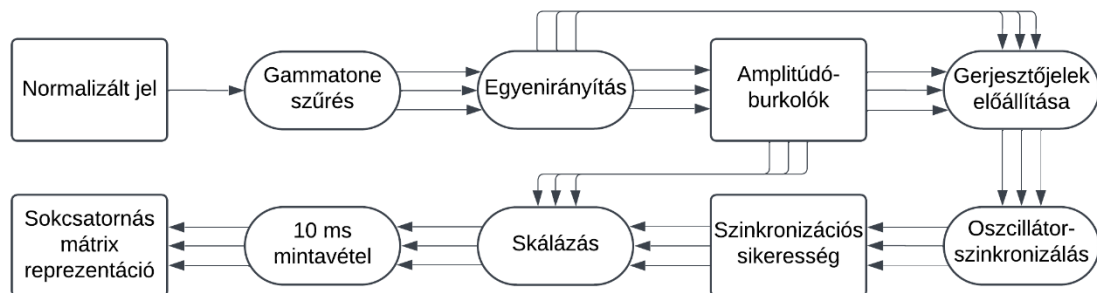 Normalizált jel
Gammatone
szűrés
Egyenirányítás
Amplitúdó-
burkolók
Gerjesztőjelek
előállítása
Sokcsatornás
mátrix
reprezentáció
10 ms
mintavétel
Skálázás
Szinkronizációs
sikeresség
Oszcillátor-
szinkronizálás